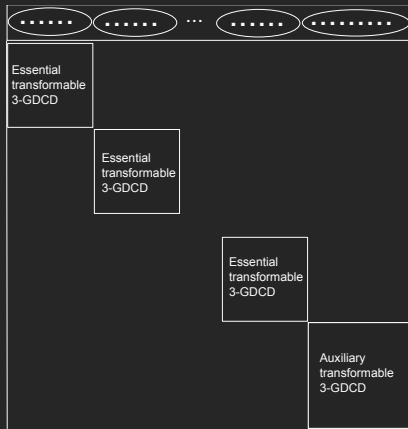 ...
Essential
transformable
3-GDCD
Essential
transformable
3-GDCD
Essential
transformable
3-GDCD
Auxiliary
transformable
3-GDCD